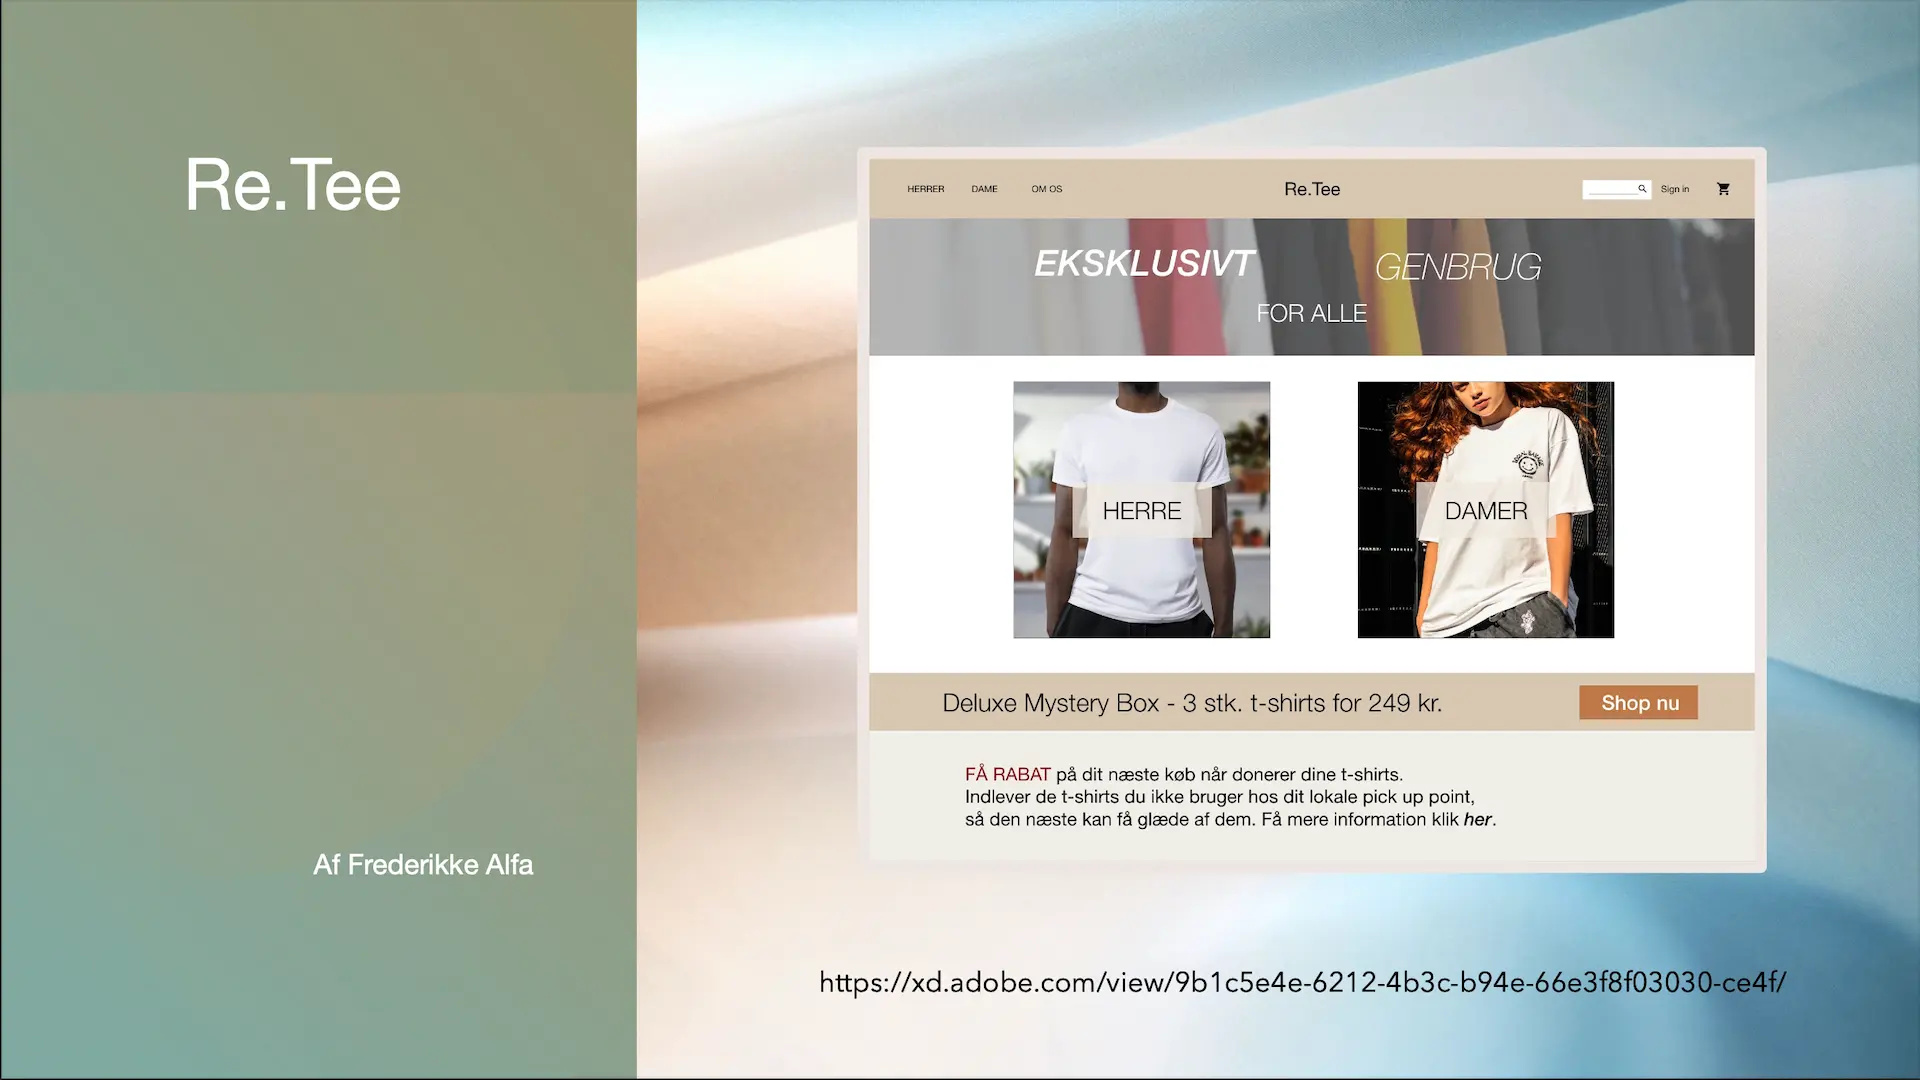 Re.Tee
Af Frederikke Alfa
HERRER
DAME
OM OS
Re.Tee
Sign in
EKSKLUSIVT
GENBRUG
FOR ALLE
HERRE
DAMER
Deluxe Mystery Box - 3 stk. t-shirts for 249 kr.
Shop nu
FÅ RABAT på dit næste køb når donerer dine t-shirts.
Indlever de t-shirts du ikke bruger hos dit lokale pick up point,
så den næste kan få glæde af dem. Få mere information klik her.
https://xd.adobe.com/view/9b1c5e4e-6212-4b3c-b94e-66e3f8f03030-ce4f/